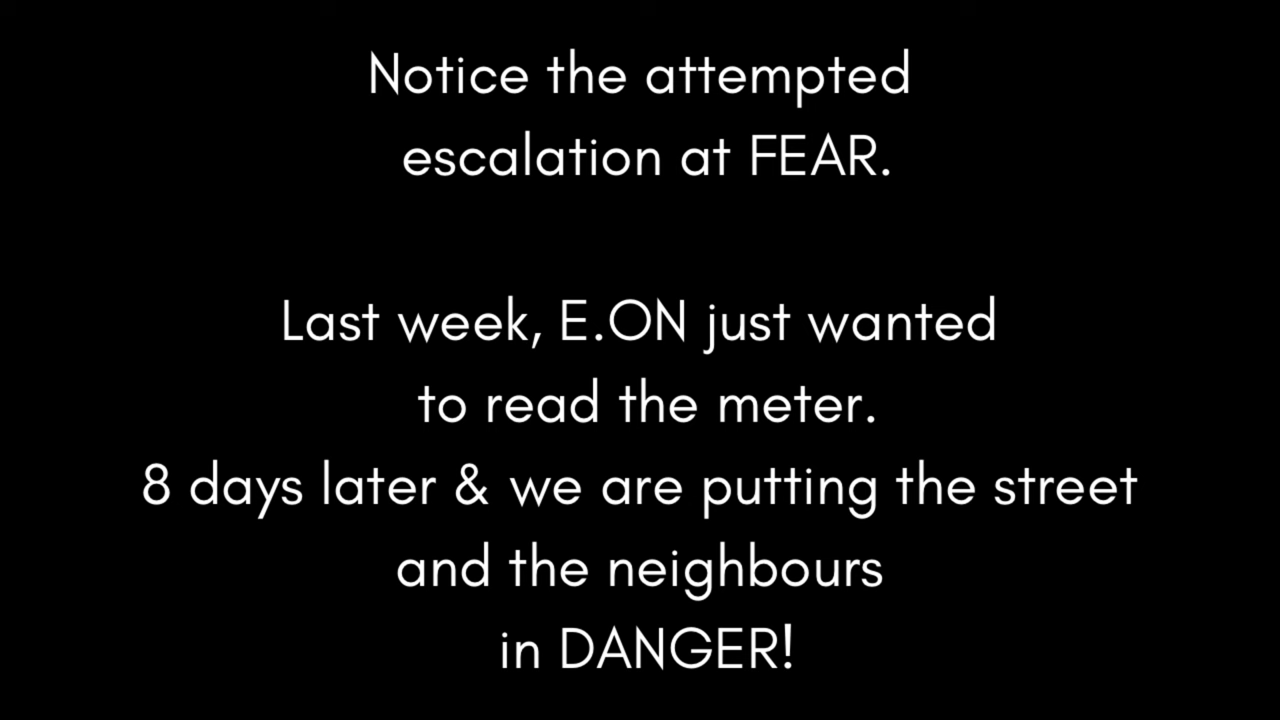 Notice the attempted
escalation at FEAR.
Last week, E.ON just wanted
to read the meter.
8 days later & we are putting the street
and the neighbours
in DANGER!